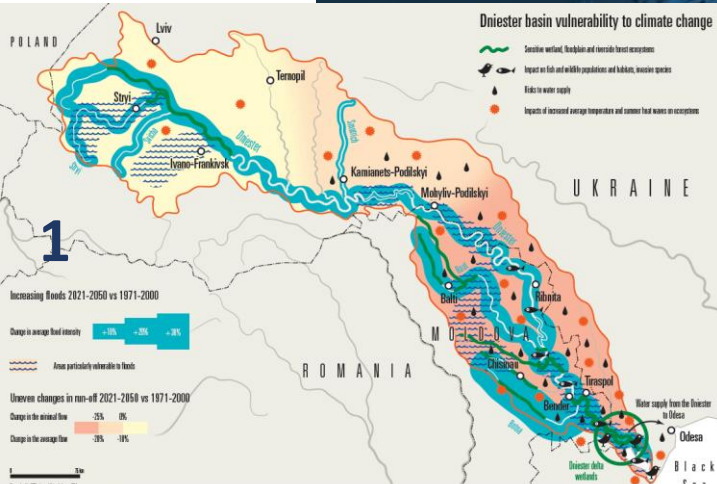 Dniester basin vulnerability to climate change
Sensitive wetland, floodplain and riverside forest ecosystems
Impact on fish and wildlife populations and habitats, invasive species
Risks to water supply
Impacts of increased average temperature and summer heat waves on ecosystems
POLAND
Lviv
Ternopil
Stryi
Stryi
Ivano-Frankivsk
Dniester
Smotrich
Kamianets-Podilskyi
Mohyliv-Podilskyi
UKRAINE
Dniester
1
Balti
Ribnita
MOLDOVA
ROMANIA
Chisinau
Tiraspol
Bender
Water supply from the Dniester
to Odesa
Odesa
Dniester delta
wetlands
Black
Increasing floods 2021-2050 vs 1971-2000
Change in average flood intensity
+10% +20% +30%
Areas particularly vulnerable to floods
Uneven changes in run-off 2021-2050 vs 1971-2000
Change in the minimal flow -25% 0%
Change in the average flow -20% -10%